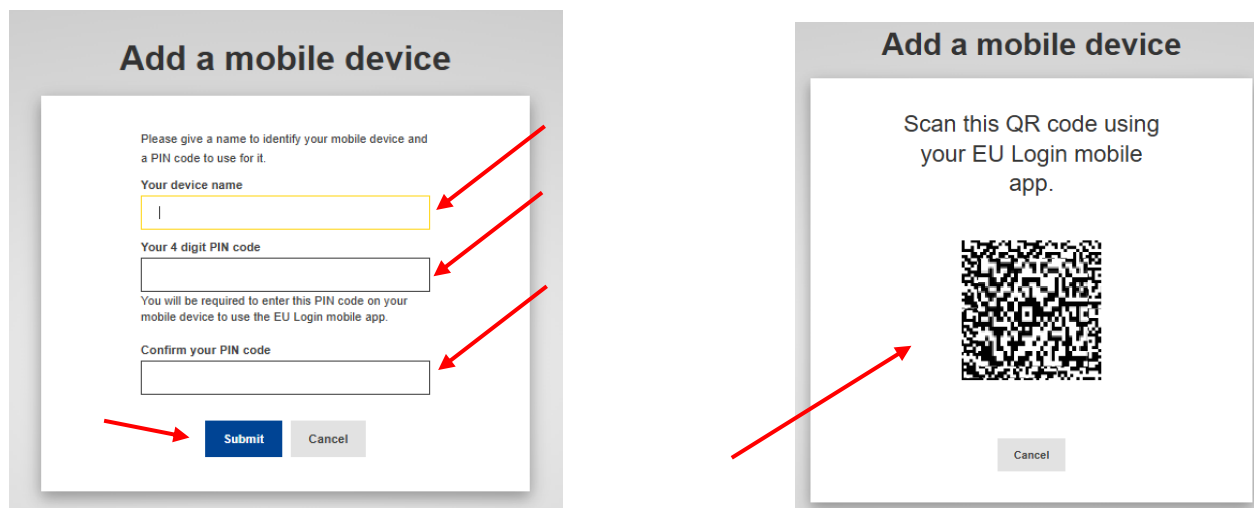 Add a mobile device
Please give a name to identify your mobile device and
a PIN code to use for it.
Your device name
Your 4 digit PIN code
You will be required to enter this PIN code on your
mobile device to use the EU Login mobile app.
Confirm your PIN code
Submit Cancel
Add a mobile device
Scan this QR code using
your EU Login mobile
app.
Cancel